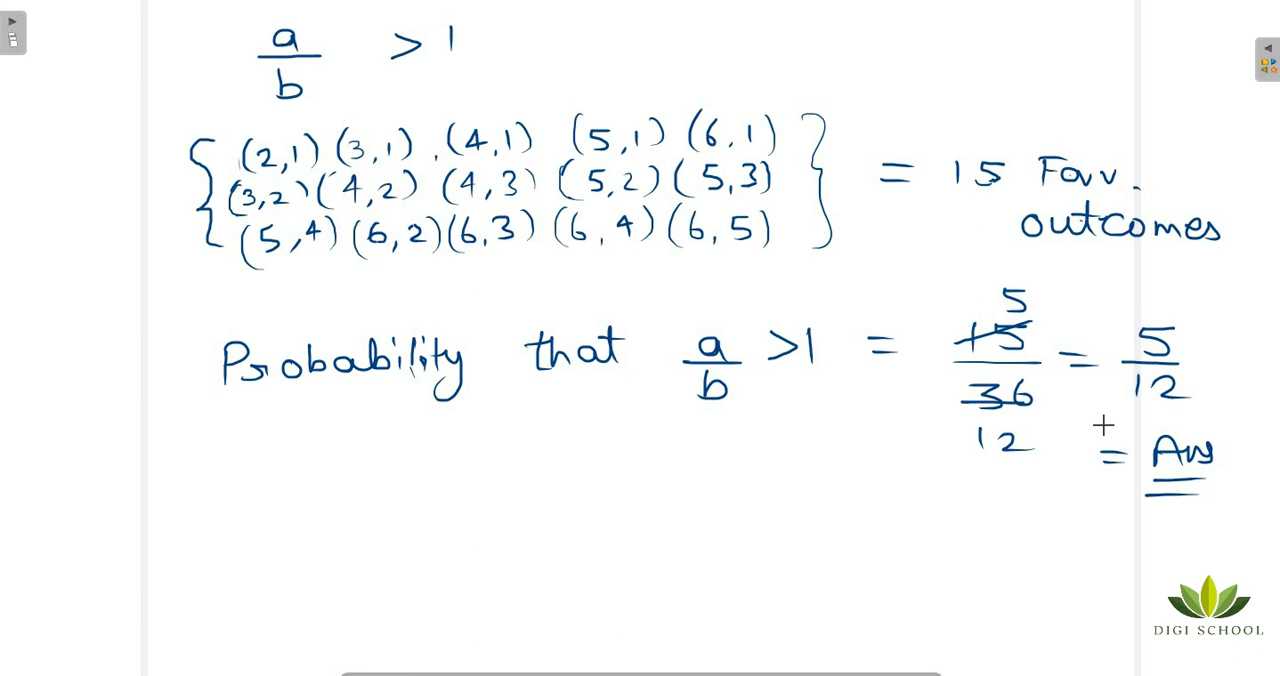 a/b > 1
{ (2,1) (3,1) , (4,1) (5,1) (6,1)
(3,2) (4,2) (4,3) (5,2) (5,3)
(5,4) (6,2) (6,3) (6,4) (6,5) } = 15 Fav. outcomes
Probability that a/b >1 = 15/36 = 5/12
5
12
= Ans
DIGI SCHOOL